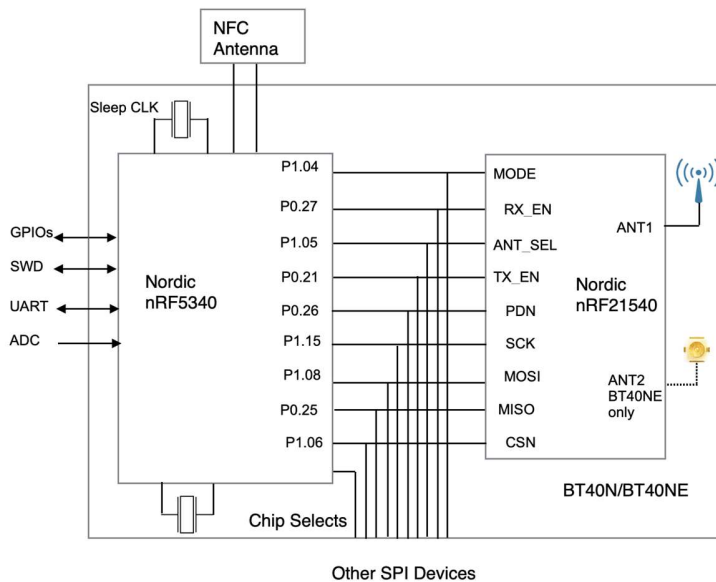 NFC
Antenna
Sleep CLK
P1.04
MODE
P0.27
RX_EN
ANT1
GPIOs
P1.05
ANT_SEL
SWD
Nordic
nRF5340
P0.21
TX_EN
Nordic
nRF21540
UART
P0.26
PDN
ADC
P1.15
SCK
P1.08
MOSI
ANT2
BT40NE
only
P0.25
MISO
P1.06
CSN
BT40N/BT40NE
Chip Selects
Other SPI Devices